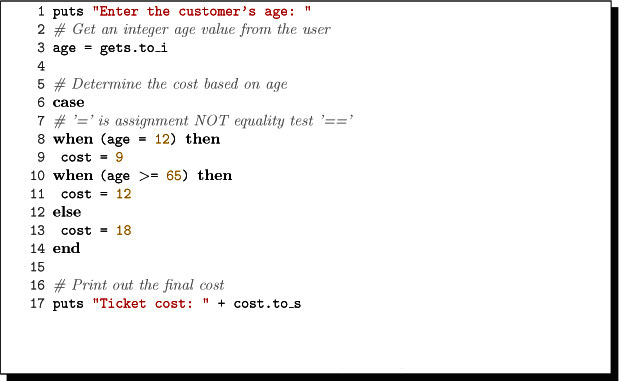 1 puts "Enter the customer's age: "
2 # Get an integer age value from the user
3 age = gets.to_i
4
5 # Determine the cost based on age
6 case
7 # '=' is assignment NOT equality test '=='
8 when (age = 12) then
9  cost = 9
10 when (age >= 65) then
11  cost = 12
12 else
13  cost = 18
14 end
15
16 # Print out the final cost
17 puts "Ticket cost: " + cost.to_s